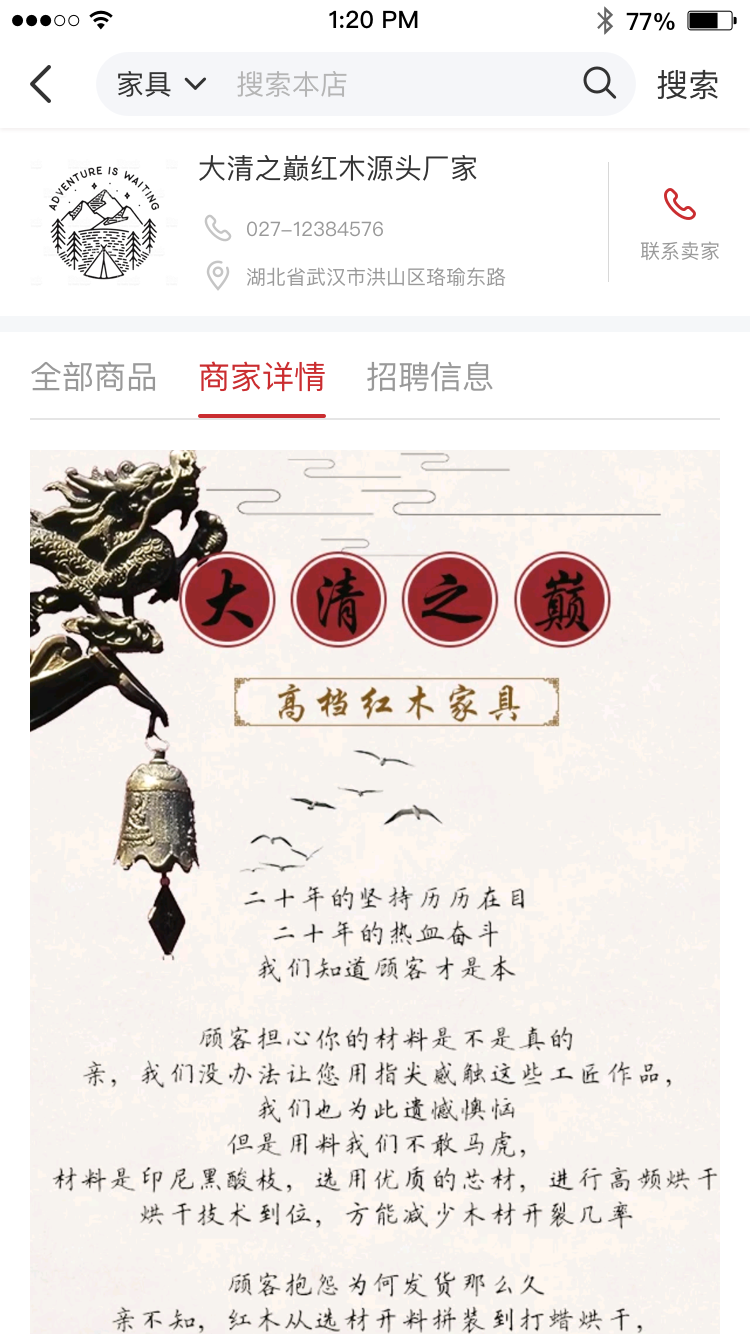 1:20 PM
77%
家具
搜索本店
搜索
ADVENTURE IS WAITING
大清之巅红木源头厂家
027-12384576
湖北省武汉市洪山区珞瑜东路
联系卖家
全部商品
商家详情
招聘信息
大清之巅
高档红木家具
二十年的坚持历历在目
二十年的热血奋斗
我们知道顾客才是本
顾客担心你的材料是不是真的
亲，我们没办法让您用指尖感触这些工匠作品，
我们也为此遗憾懊恼
但是用料我们不敢马虎，
材料是印尼黑酸枝，选用优质的芯材，进行高频烘干
烘干技术到位，方能减少木材开裂几率
顾客抱怨为何发货那么久
亲不知，红木从选材开料拼装到打蜡烘干，